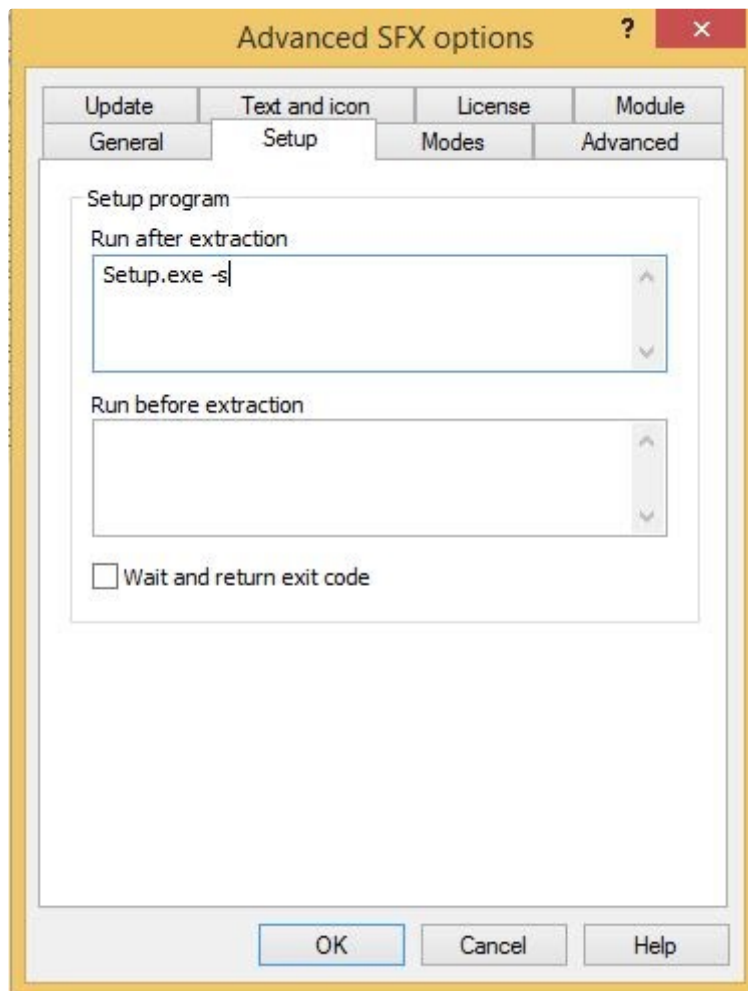 Advanced SFX options
?
Update Text and icon License Module
General Setup Modes Advanced
Setup program
Run after extraction
Setup.exe -s
Run before extraction
Wait and return exit code
OK Cancel Help